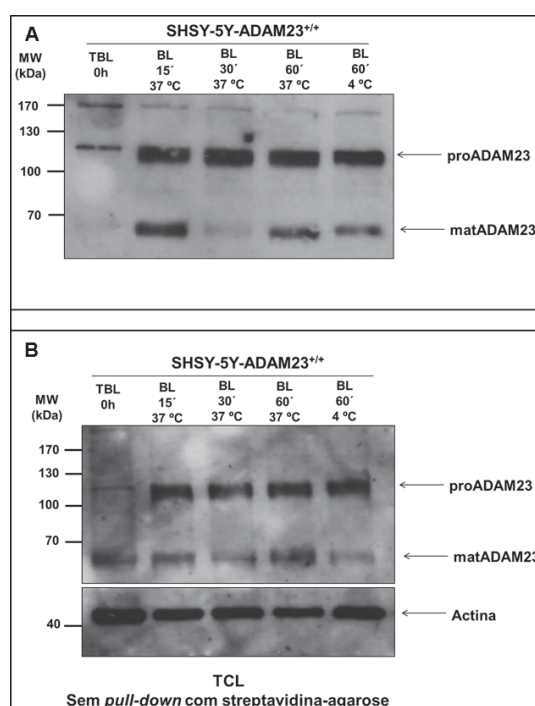 A
SHSY-5Y-ADAM23+/+
MW
(kDa)
TBL
0h
BL
15´
37 ºC
BL
30´
37 ºC
BL
60´
37 ºC
BL
60´
4 ºC
170
130
100
70
proADAM23
matADAM23
B
SHSY-5Y-ADAM23+/+
MW
(kDa)
TBL
0h
BL
15´
37 ºC
BL
30´
37 ºC
BL
60´
37 ºC
BL
60´
4 ºC
170
130
100
70
40
proADAM23
matADAM23
Actina
TCL
Sem pull-down com streptavidina-agarose